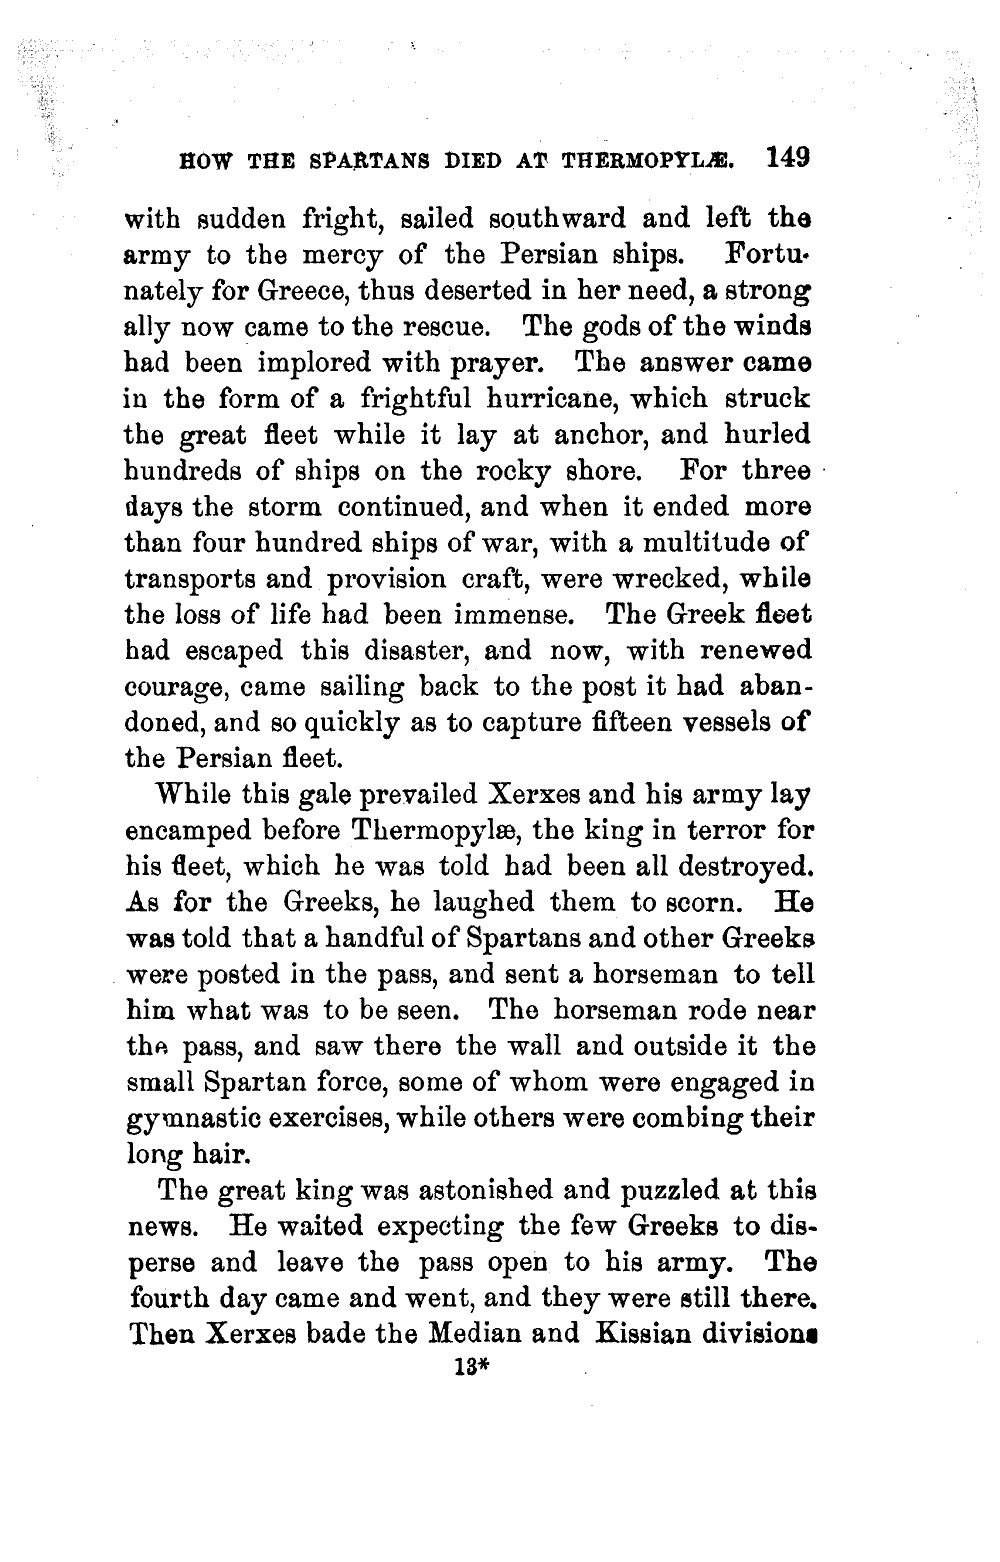 HOW THE SPARTANS DIED AT THERMOPYLÆ. 149
with sudden fright, sailed southward and left the
army to the mercy of the Persian ships. Fortu-
nately for Greece, thus deserted in her need, a strong
ally now came to the rescue. The gods of the winds
had been implored with prayer. The answer came
in the form of a frightful hurricane, which struck
the great fleet while it lay at anchor, and hurled
hundreds of ships on the rocky shore. For three
days the storm continued, and when it ended more
than four hundred ships of war, with a multitude of
transports and provision craft, were wrecked, while
the loss of life had been immense. The Greek fleet
had escaped this disaster, and now, with renewed
courage, came sailing back to the post it had aban-
doned, and so quickly as to capture fifteen vessels of
the Persian fleet.
While this gale prevailed Xerxes and his army lay
encamped before Thermopylæ, the king in terror for
his fleet, which he was told had been all destroyed.
As for the Greeks, he laughed them to scorn. He
was told that a handful of Spartans and other Greeks
were posted in the pass, and sent a horseman to tell
him what was to be seen. The horseman rode near
the pass, and saw there the wall and outside it the
small Spartan force, some of whom were engaged in
gymnastic exercises, while others were combing their
long hair.
The great king was astonished and puzzled at this
news. He waited expecting the few Greeks to dis-
perse and leave the pass open to his army. The
fourth day came and went, and they were still there.
Then Xerxes bade the Median and Kissian divisions
13*